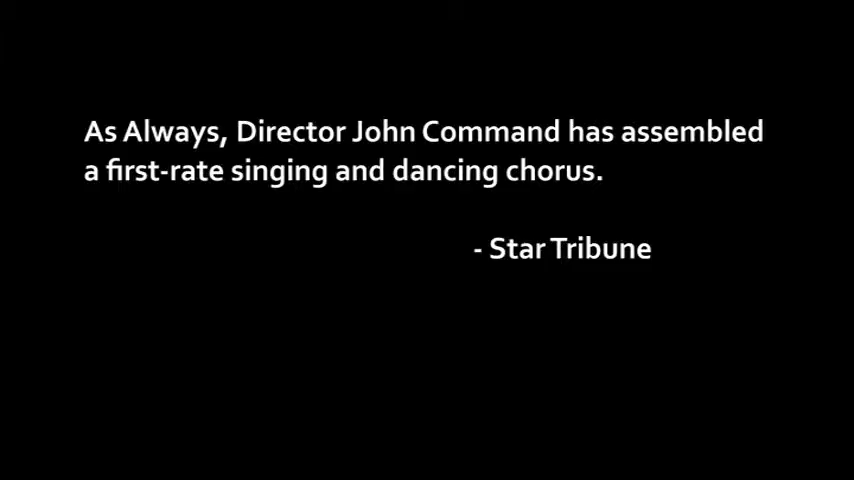 As Always, Director John Command has assembled
a first-rate singing and dancing chorus.
- Star Tribune